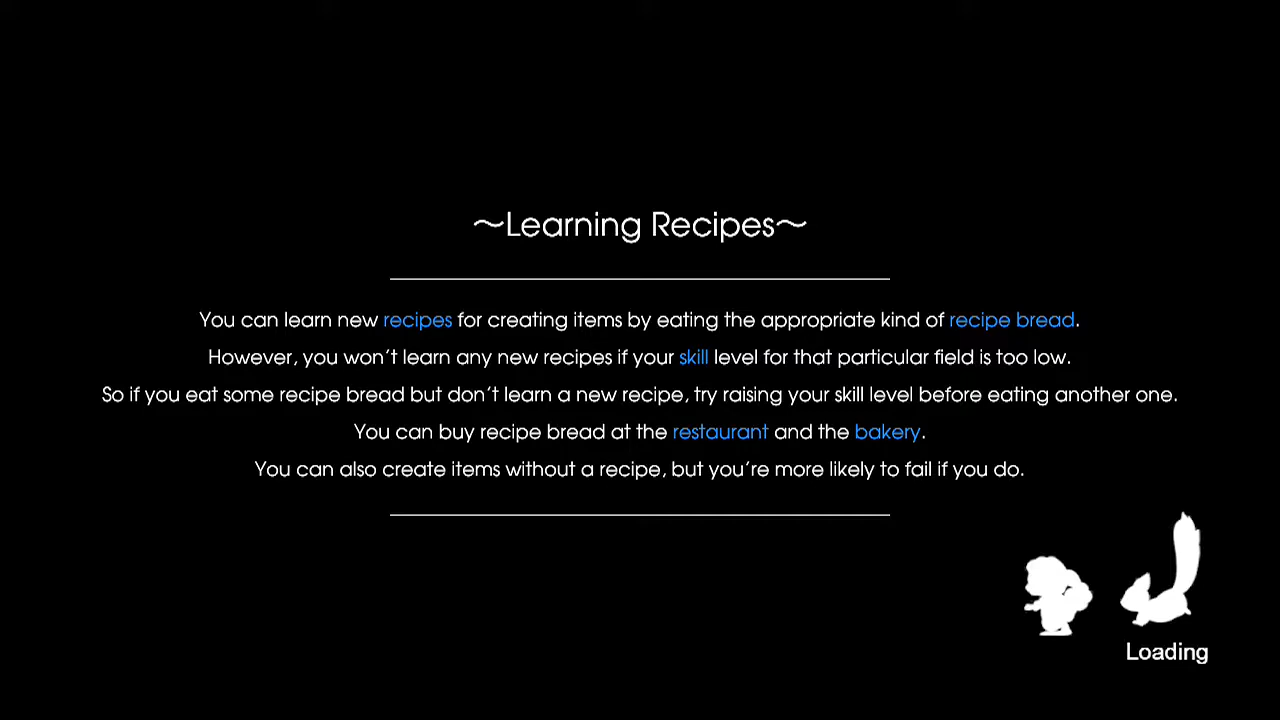 ～Learning Recipes～
You can learn new recipes for creating items by eating the appropriate kind of recipe bread.
However, you won't learn any new recipes if your skill level for that particular field is too low.
So if you eat some recipe bread but don't learn a new recipe, try raising your skill level before eating another one.
You can buy recipe bread at the restaurant and the bakery.
You can also create items without a recipe, but you're more likely to fail if you do.
Loading